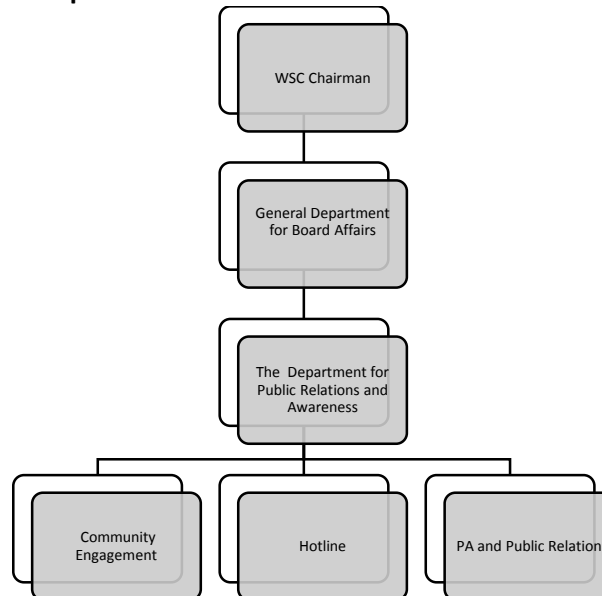 WSC Chairman
General Department
for Board Affairs
The Department for
Public Relations and
Awareness
Community
Engagement
Hotline
PA and Public Relation